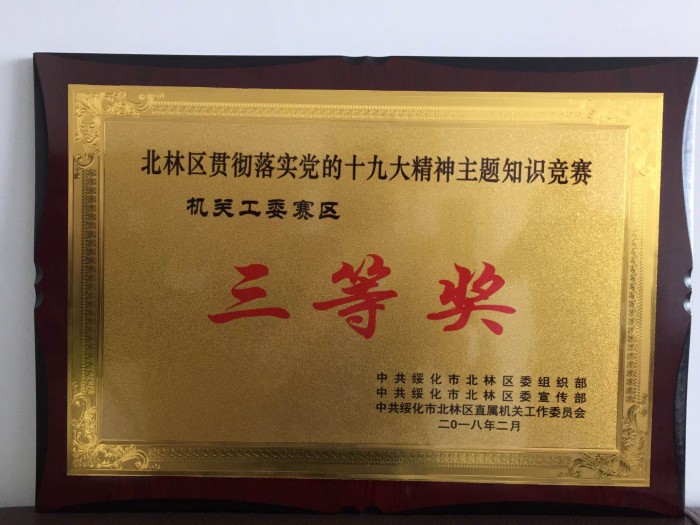 北林区贯彻落实党的十九大精神主题知识竞赛
机关工委赛区
三等奖
中共绥化市北林区委组织部
中共绥化市北林区委宣传部
中共绥化市北林区直属机关工作委员会
二0一八年二月